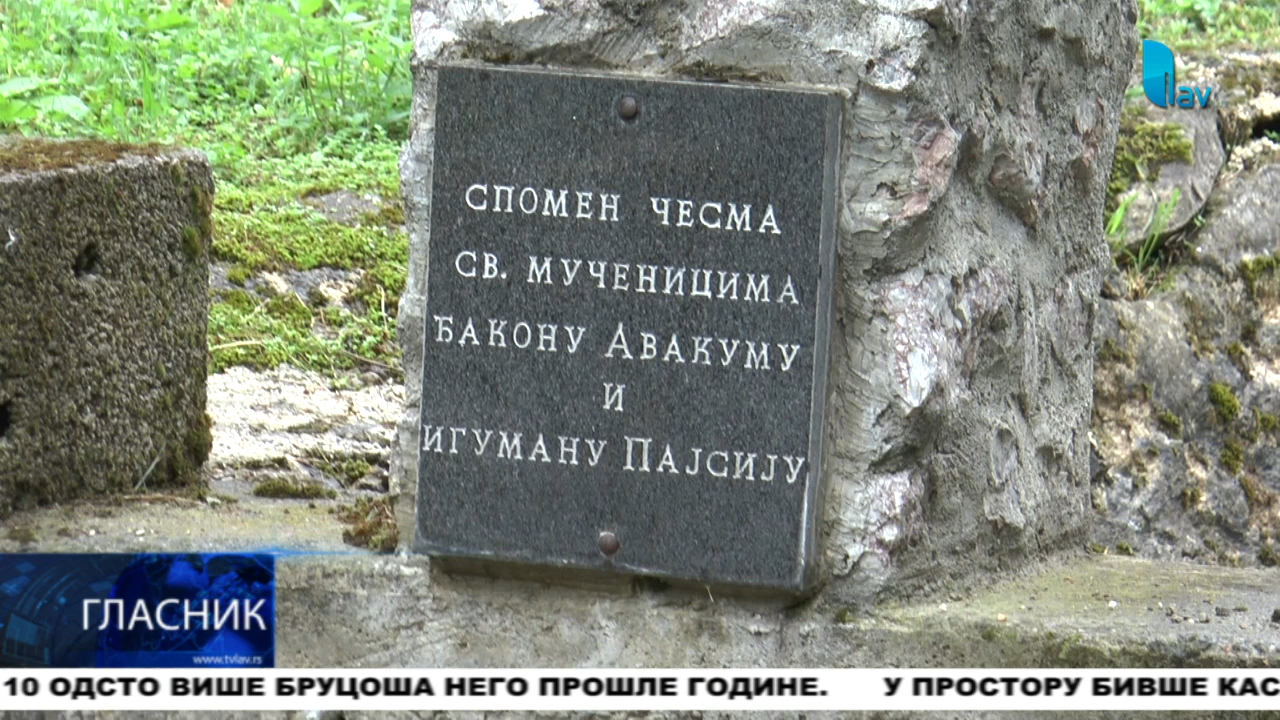 lav
СПОМЕН ЧЕСМА
СВ. МУЧЕНИЦИМА
ЂАКОНУ АВАКУМУ
И
ИГУМАНУ ПАЈСИЈУ
ГЛАСНИК
www.tvlav.rs
10 ОДСТО ВИШЕ БРУЦОША НЕГО ПРОШЛЕ ГОДИНЕ. У ПРОСТОРУ БИВШЕ КАС